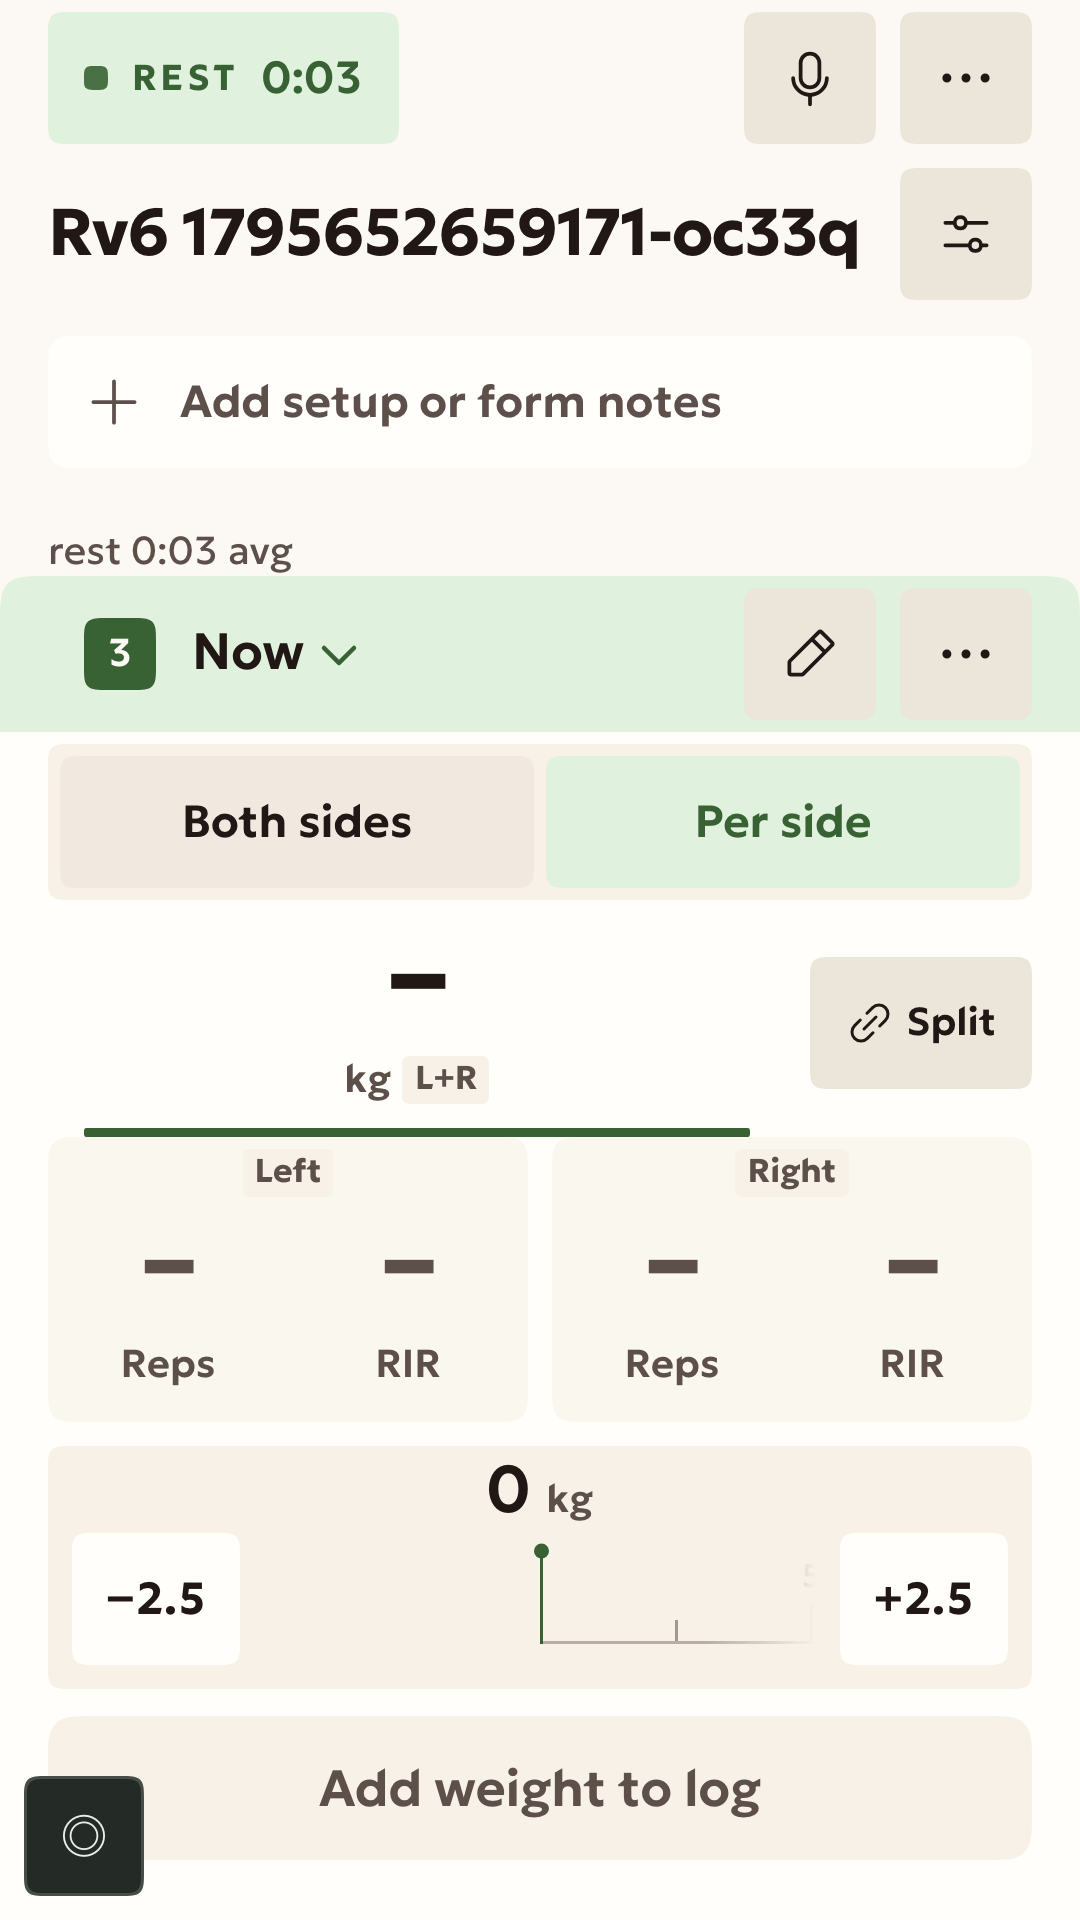 REST 0:03
Rv6 1795652659171-oc33q
Add setup or form notes
rest 0:03 avg
3 Now
Both sides Per side
–
kg L+R Split
Left Right
– – – –
Reps RIR Reps RIR
0 kg
−2.5 5 +2.5
Add weight to log